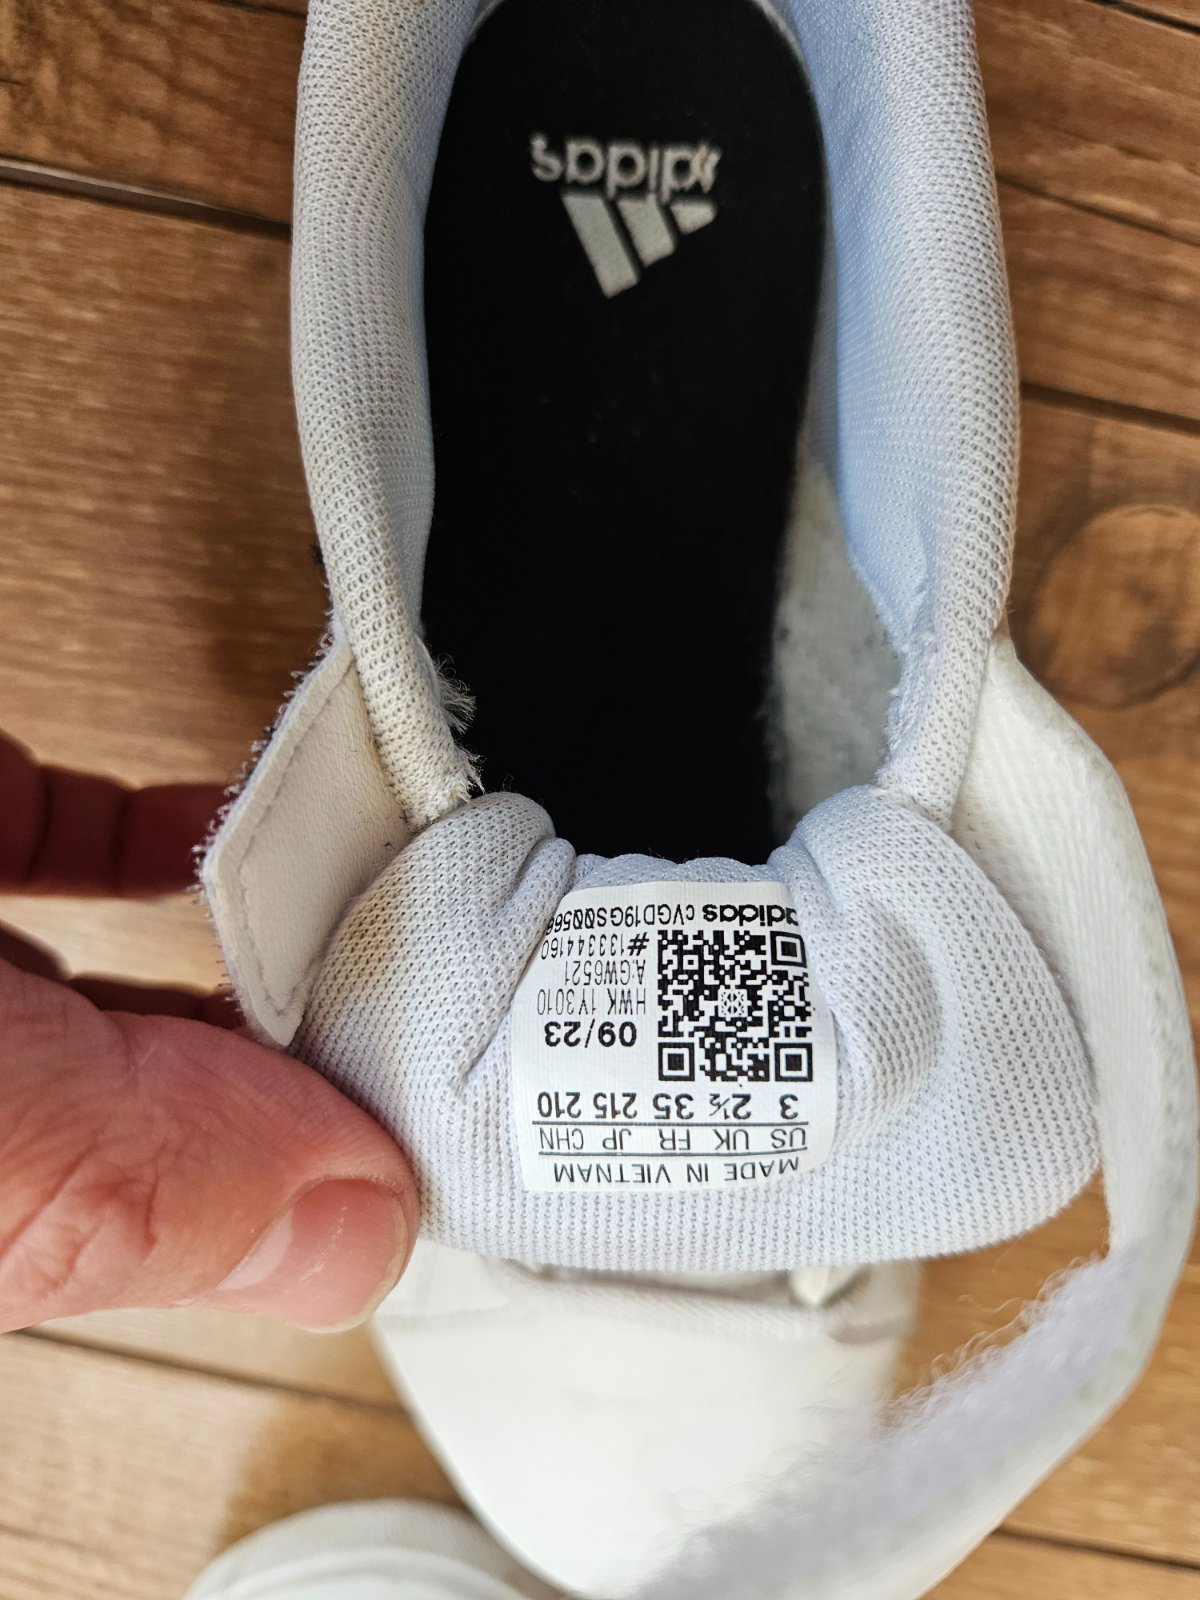 MADE IN VIETNAM
US UK FR JP CHN
3 2½ 35 215 210
09/23
HWK 1Y3010
A:GW6521
#133344160
adidas cVGD19GS00566
adidas